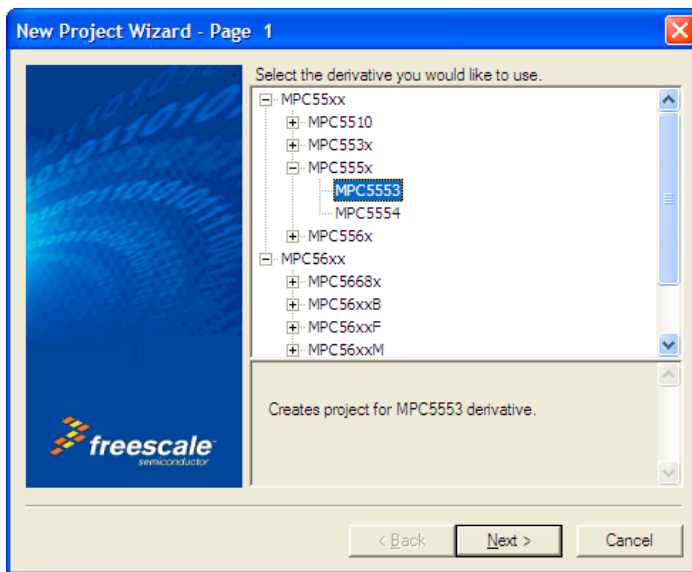 New Project Wizard - Page 1
Select the derivative you would like to use.
MPC55xx
MPC5510
MPC553x
MPC555x
MPC5553
MPC5554
MPC556x
MPC56xx
MPC5668x
MPC56xxB
MPC56xxF
MPC56xxM
Creates project for MPC5553 derivative.
freescale
semiconductor
< Back
Next >
Cancel